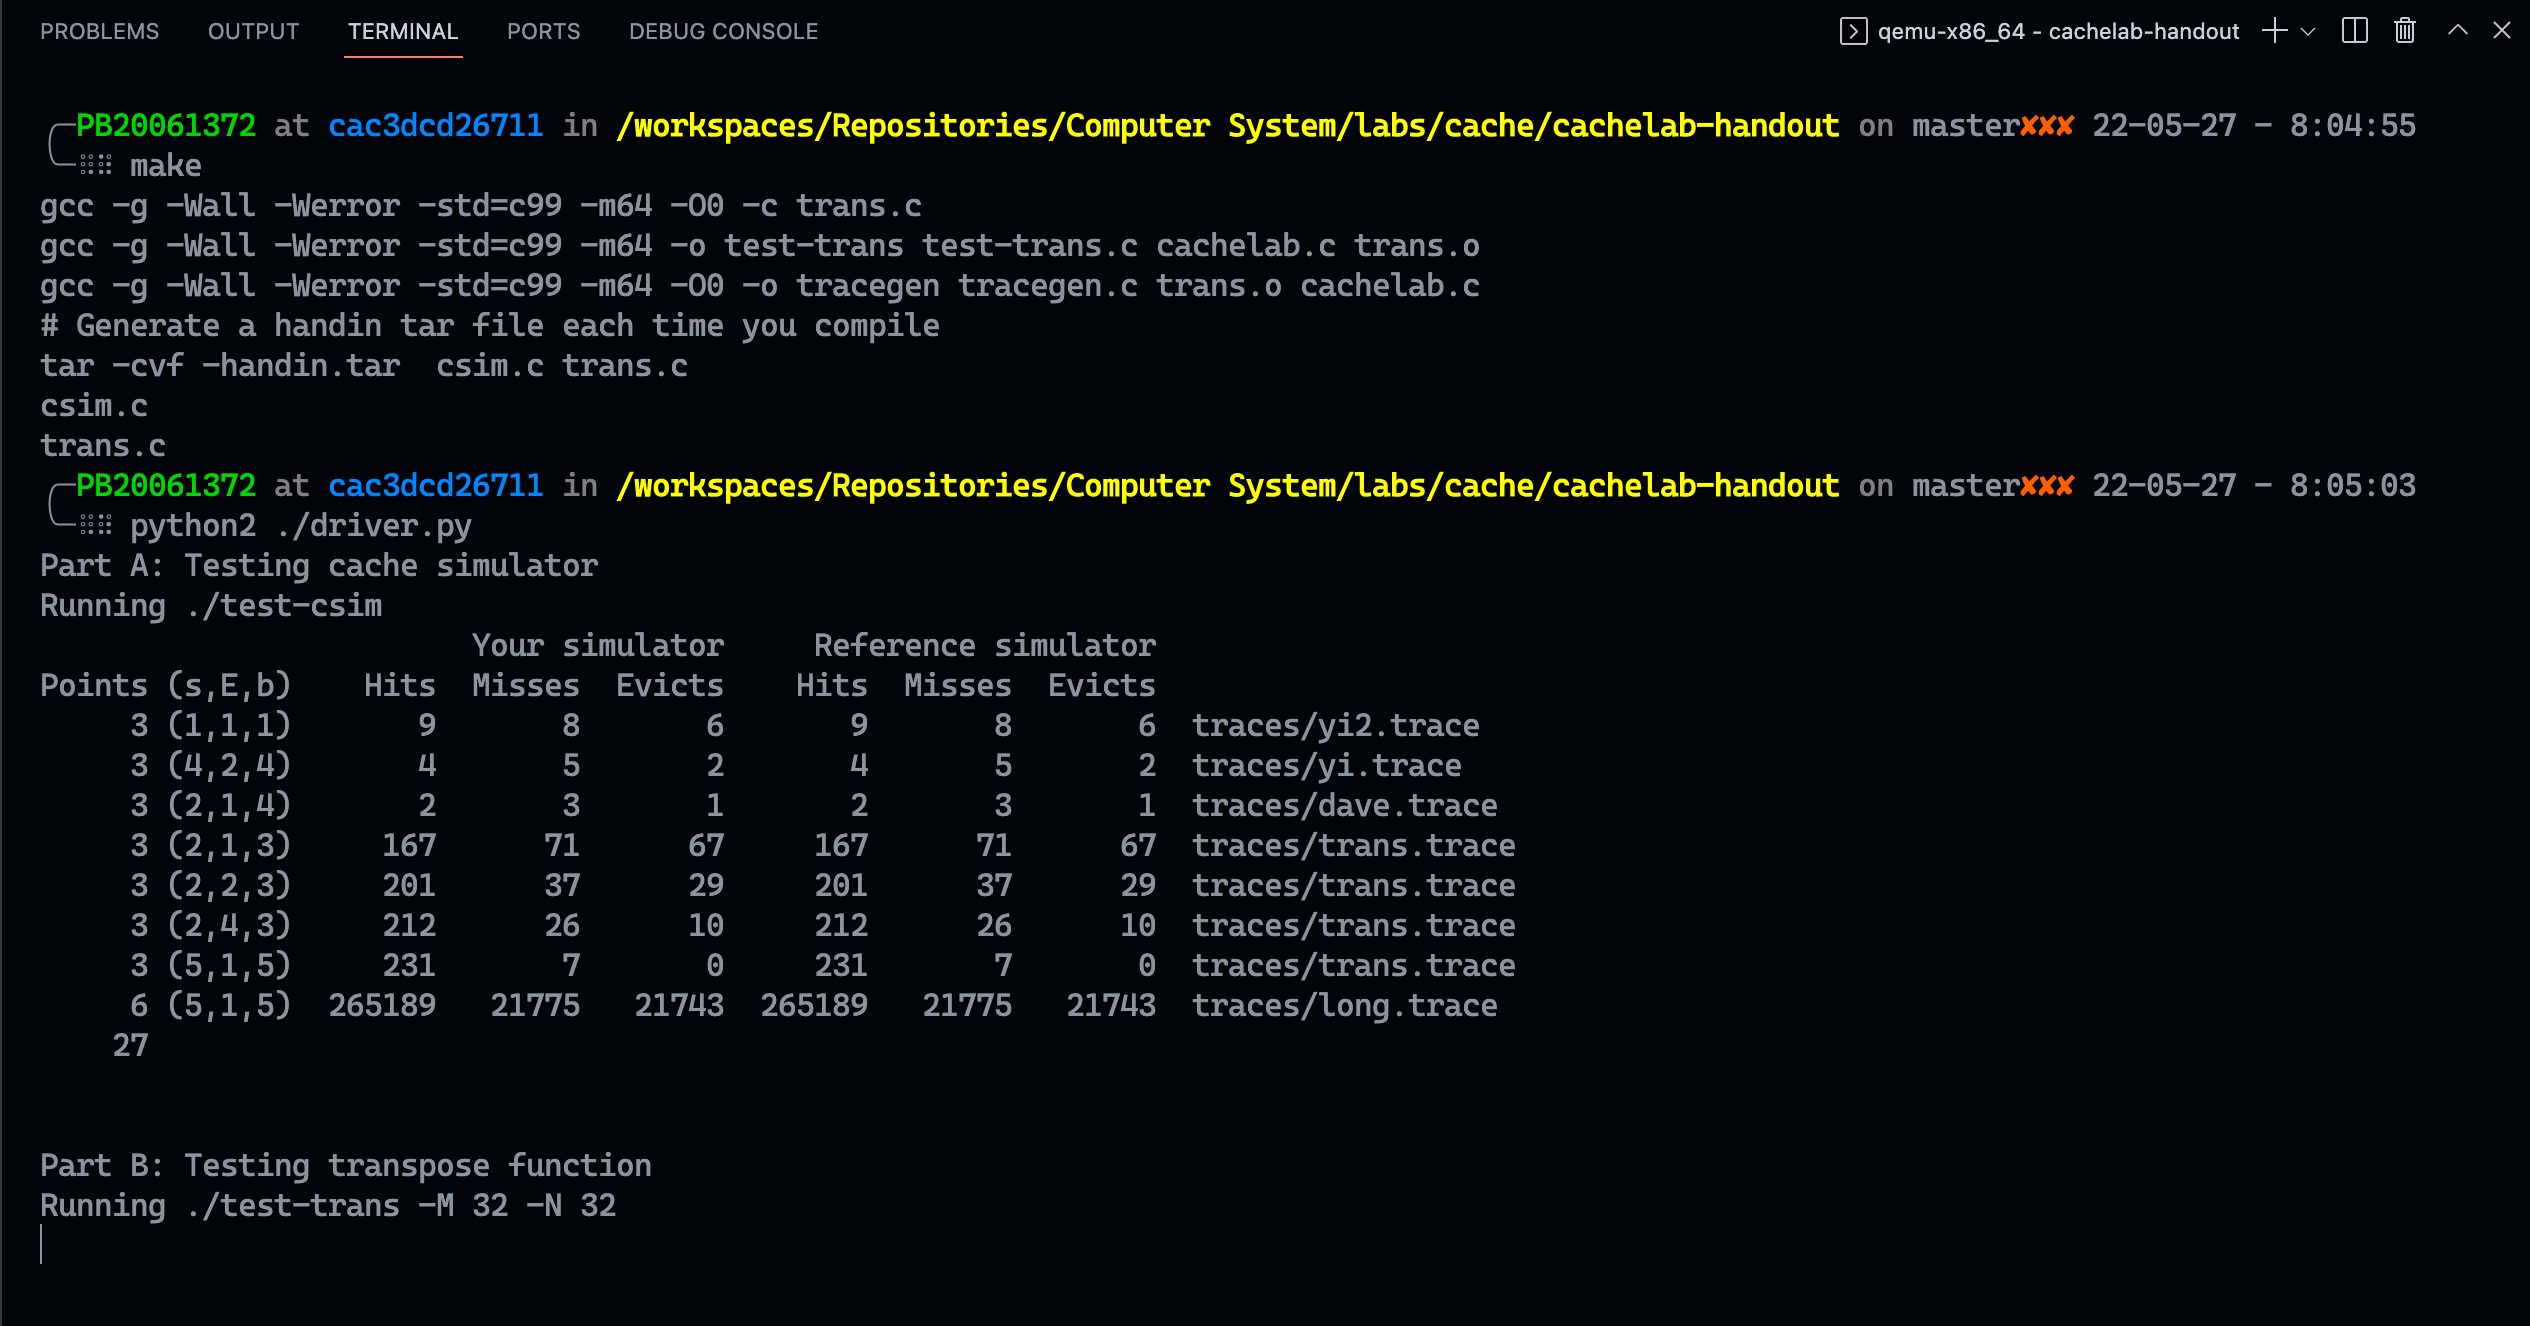 PROBLEMS OUTPUT TERMINAL PORTS DEBUG CONSOLE qemu-x86_64 - cachelab-handout
PB20061372 at cac3dcd26711 in /workspaces/Repositories/Computer System/labs/cache/cachelab-handout on master✘✘✘ 22-05-27 - 8:04:55
make
gcc -g -Wall -Werror -std=c99 -m64 -O0 -c trans.c
gcc -g -Wall -Werror -std=c99 -m64 -o test-trans test-trans.c cachelab.c trans.o
gcc -g -Wall -Werror -std=c99 -m64 -O0 -o tracegen tracegen.c trans.o cachelab.c
# Generate a handin tar file each time you compile
tar -cvf -handin.tar  csim.c trans.c
csim.c
trans.c
PB20061372 at cac3dcd26711 in /workspaces/Repositories/Computer System/labs/cache/cachelab-handout on master✘✘✘ 22-05-27 - 8:05:03
python2 ./driver.py
Part A: Testing cache simulator
Running ./test-csim
                        Your simulator     Reference simulator
Points (s,E,b)    Hits  Misses  Evicts    Hits  Misses  Evicts
     3 (1,1,1)       9       8       6       9       8       6  traces/yi2.trace
     3 (4,2,4)       4       5       2       4       5       2  traces/yi.trace
     3 (2,1,4)       2       3       1       2       3       1  traces/dave.trace
     3 (2,1,3)     167      71      67     167      71      67  traces/trans.trace
     3 (2,2,3)     201      37      29     201      37      29  traces/trans.trace
     3 (2,4,3)     212      26      10     212      26      10  traces/trans.trace
     3 (5,1,5)     231       7       0     231       7       0  traces/trans.trace
     6 (5,1,5)  265189   21775   21743  265189   21775   21743  traces/long.trace
    27
Part B: Testing transpose function
Running ./test-trans -M 32 -N 32